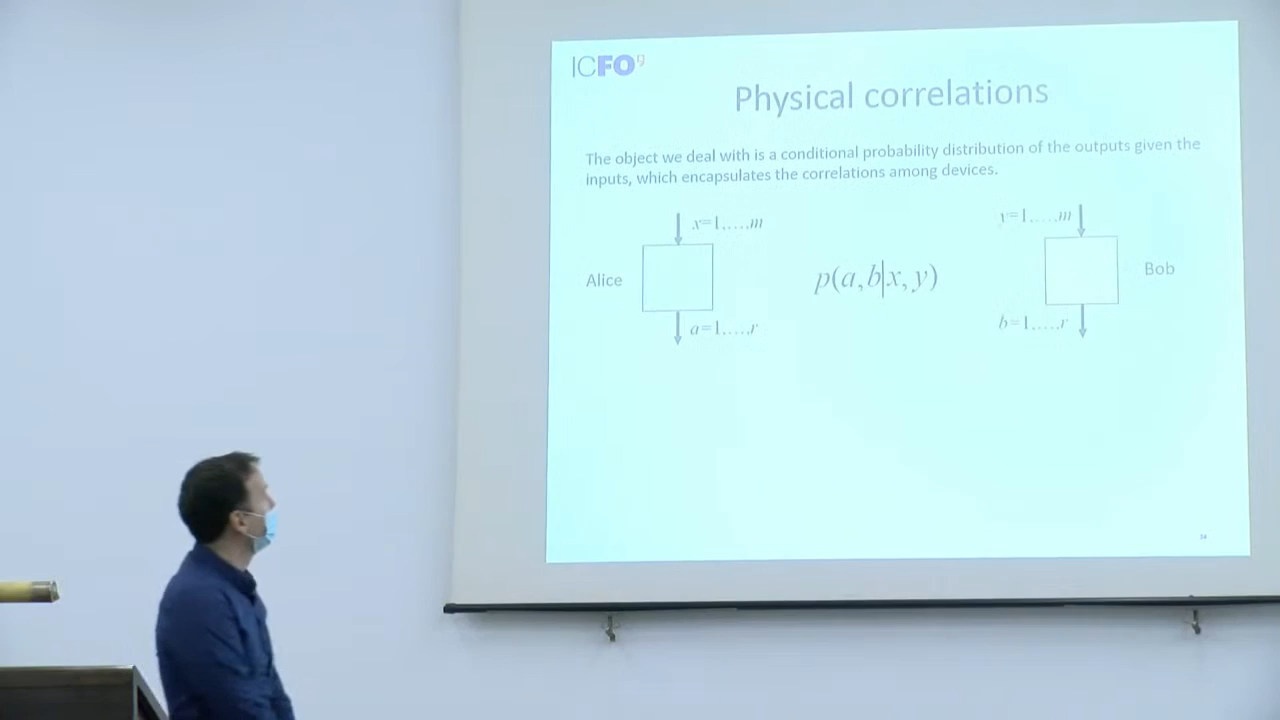 ICFO
Physical correlations
The object we deal with is a conditional probability distribution of the outputs given the
inputs, which encapsulates the correlations among devices.
x=1,…,m
y=1,…,m
Alice
p(a,b|x,y)
Bob
a=1,…,r
b=1,…,r